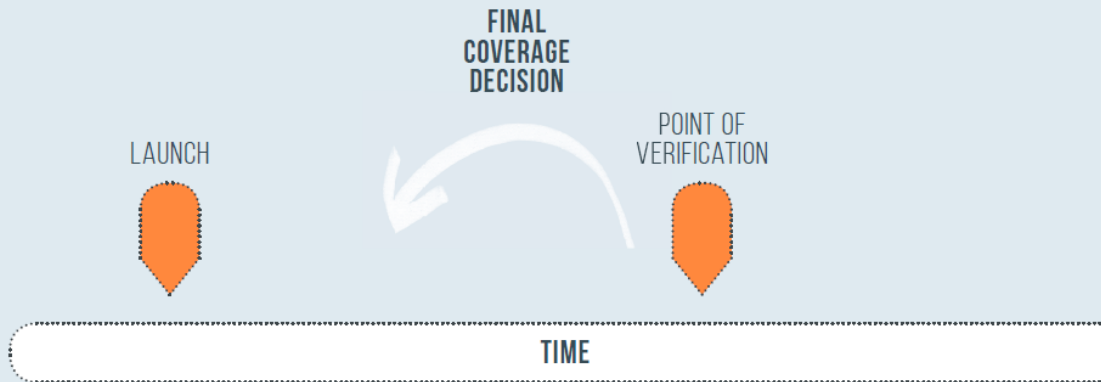 FINAL
COVERAGE
DECISION
LAUNCH
POINT OF
VERIFICATION
TIME